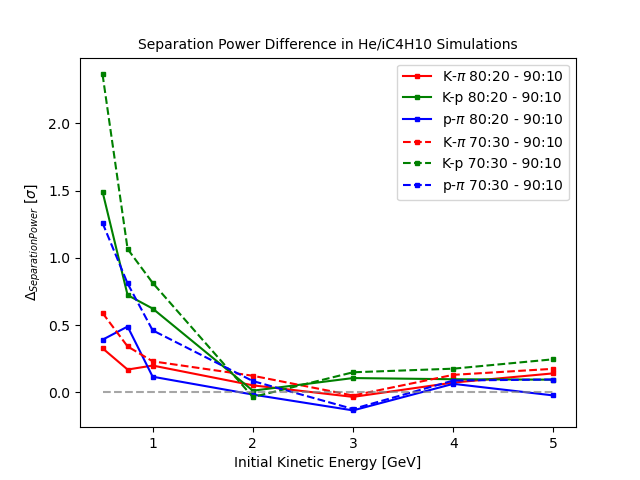 Separation Power Difference in He/iC4H10 Simulations
K-π 80:20 - 90:10
K-p 80:20 - 90:10
p-π 80:20 - 90:10
K-π 70:30 - 90:10
K-p 70:30 - 90:10
p-π 70:30 - 90:10
Δ_{SeparationPower} [σ]
2.0
1.5
1.0
0.5
0.0
1 2 3 4 5
Initial Kinetic Energy [GeV]